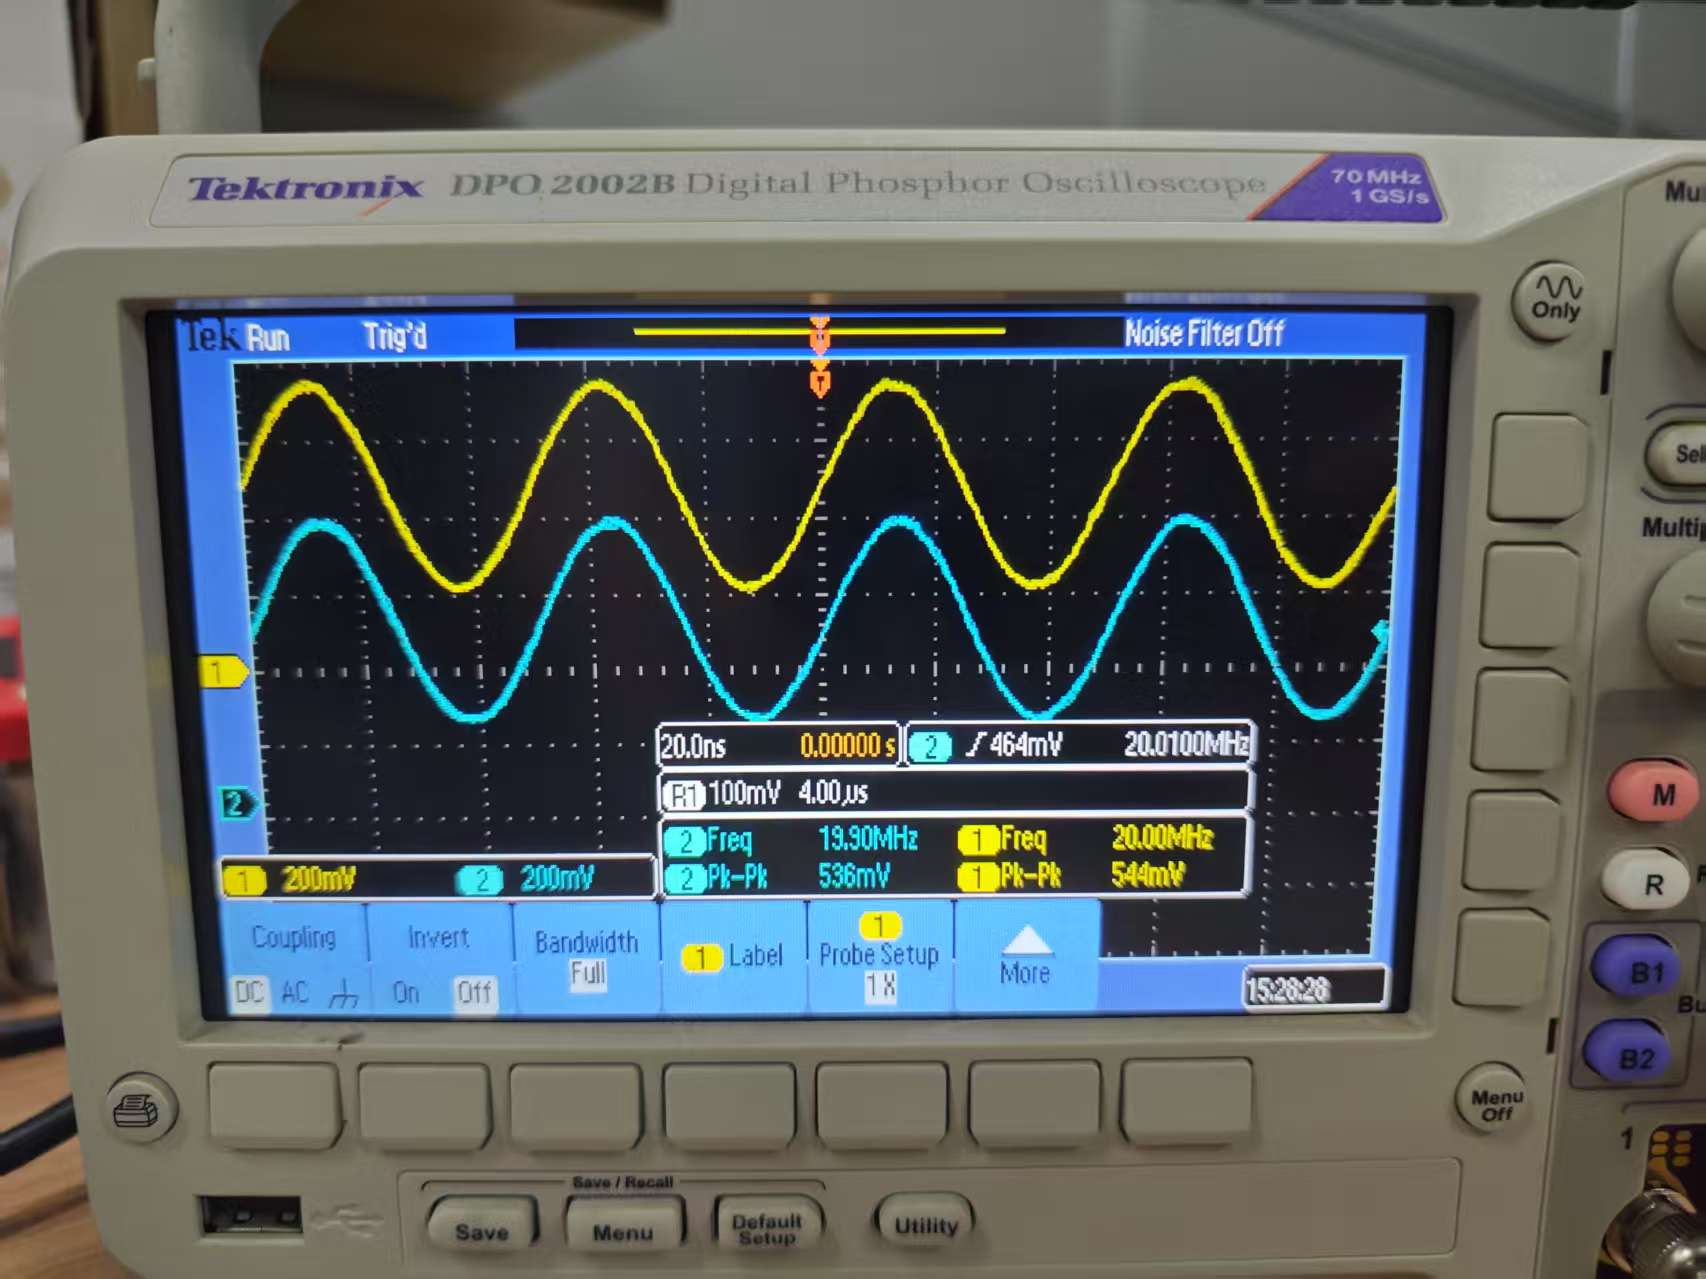 Tektronix DPO 2002B Digital Phosphor Oscilloscope
70 MHz
1 GS/s
Only
Tek Run Trig'd Noise Filter Off
T
1
2
20.0ns 0.00000 s 2 464mV 20.0100MHz
R1 100mV 4.00µs
2 Freq 19.90MHz 1 Freq 20.00MHz
2 Pk-Pk 536mV 1 Pk-Pk 544mV
1 200mV 2 200mV
Coupling
DC AC
Invert
On Off
Bandwidth
Full
1 Label
1
Probe Setup
1 X
More
15:28:28
M
R
B1
B2
Menu
Off
1
Save / Recall
Save
Menu
Default
Setup
Utility